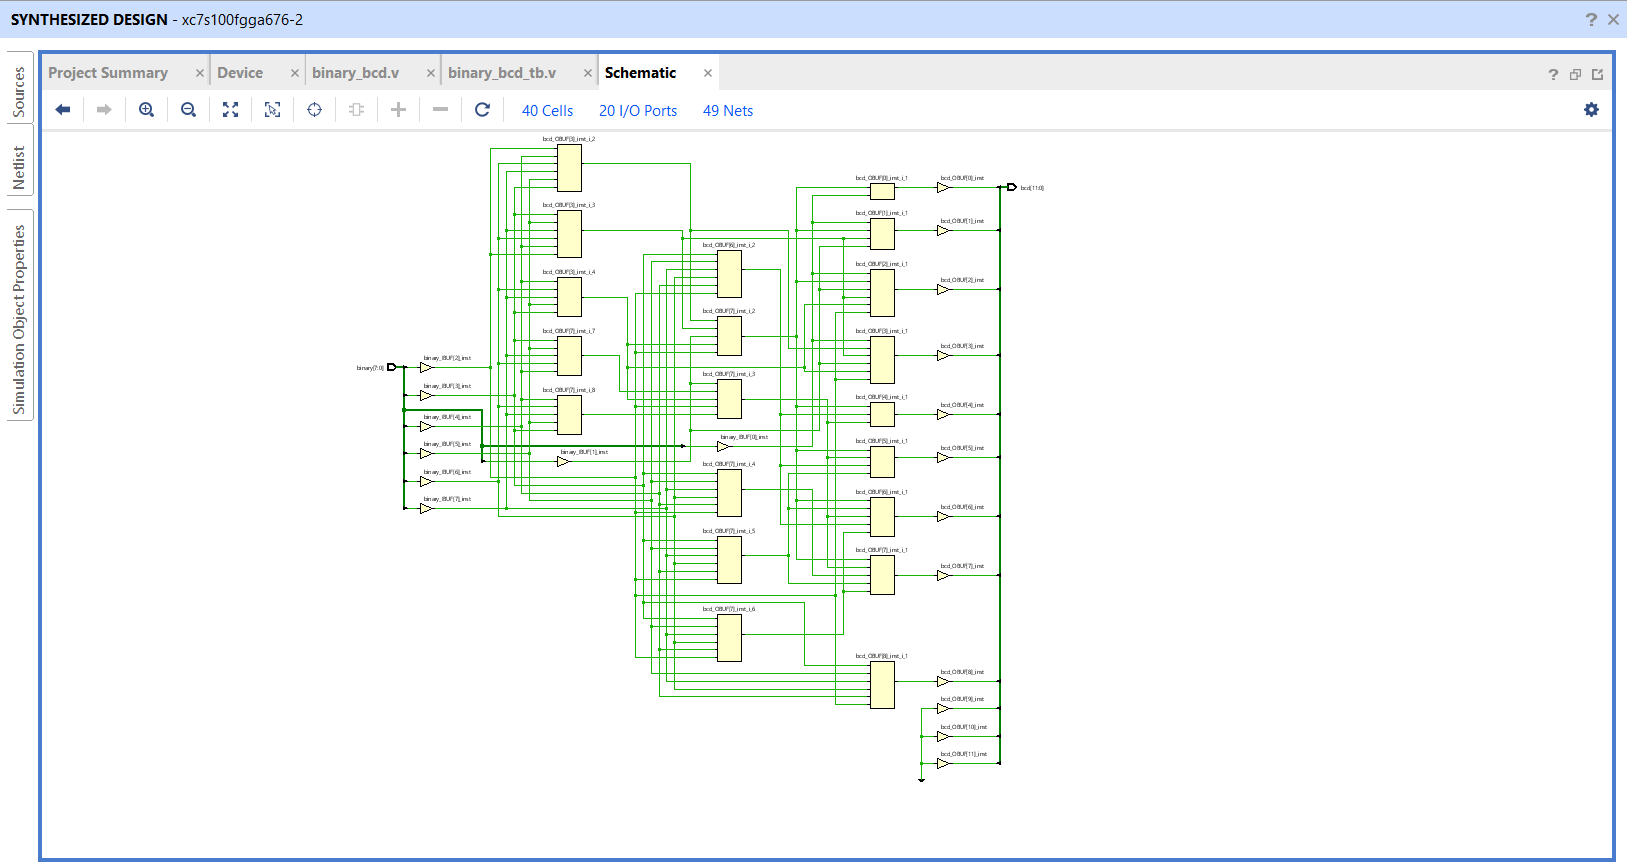 SYNTHESIZED DESIGN - xc7s100fgga676-2
Sources
Netlist
Simulation Object Properties
Project Summary
Device
binary_bcd.v
binary_bcd_tb.v
Schematic
40 Cells
20 I/O Ports
49 Nets
bcd_OBUF[3]_inst_i_2
bcd_OBUF[3]_inst_i_3
bcd_OBUF[3]_inst_i_4
bcd_OBUF[7]_inst_i_7
bcd_OBUF[7]_inst_i_8
binary[7:0]
binary_IBUF[2]_inst
binary_IBUF[3]_inst
binary_IBUF[4]_inst
binary_IBUF[5]_inst
binary_IBUF[6]_inst
binary_IBUF[7]_inst
binary_IBUF[1]_inst
bcd_OBUF[6]_inst_i_2
bcd_OBUF[7]_inst_i_2
bcd_OBUF[7]_inst_i_3
binary_IBUF[0]_inst
bcd_OBUF[7]_inst_i_4
bcd_OBUF[7]_inst_i_5
bcd_OBUF[7]_inst_i_6
bcd_OBUF[0]_inst_i_1
bcd_OBUF[1]_inst_i_1
bcd_OBUF[2]_inst_i_1
bcd_OBUF[3]_inst_i_1
bcd_OBUF[4]_inst_i_1
bcd_OBUF[5]_inst_i_1
bcd_OBUF[6]_inst_i_1
bcd_OBUF[7]_inst_i_1
bcd_OBUF[8]_inst_i_1
bcd_OBUF[0]_inst
bcd_OBUF[1]_inst
bcd_OBUF[2]_inst
bcd_OBUF[3]_inst
bcd_OBUF[4]_inst
bcd_OBUF[5]_inst
bcd_OBUF[6]_inst
bcd_OBUF[7]_inst
bcd_OBUF[8]_inst
bcd_OBUF[9]_inst
bcd_OBUF[10]_inst
bcd_OBUF[11]_inst
bcd[11:0]